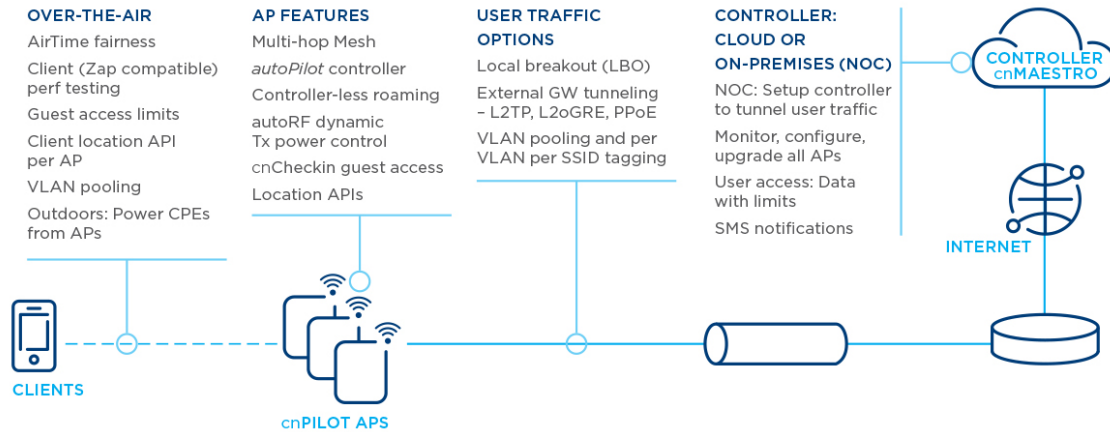 OVER-THE-AIR
AirTime fairness
Client (Zap compatible)
perf testing
Guest access limits
Client location API
per AP
VLAN pooling
Outdoors: Power CPEs
from APs
AP FEATURES
Multi-hop Mesh
autoPilot controller
Controller-less roaming
autoRF dynamic
Tx power control
cnCheckin guest access
Location APIs
USER TRAFFIC
OPTIONS
Local breakout (LBO)
External GW tunneling
– L2TP, L2oGRE, PPoE
VLAN pooling and per
VLAN per SSID tagging
CONTROLLER:
CLOUD OR
ON-PREMISES (NOC)
NOC: Setup controller
to tunnel user traffic
Monitor, configure,
upgrade all APs
User access: Data
with limits
SMS notifications
CONTROLLER
cnMAESTRO
INTERNET
CLIENTS
cnPILOT APS